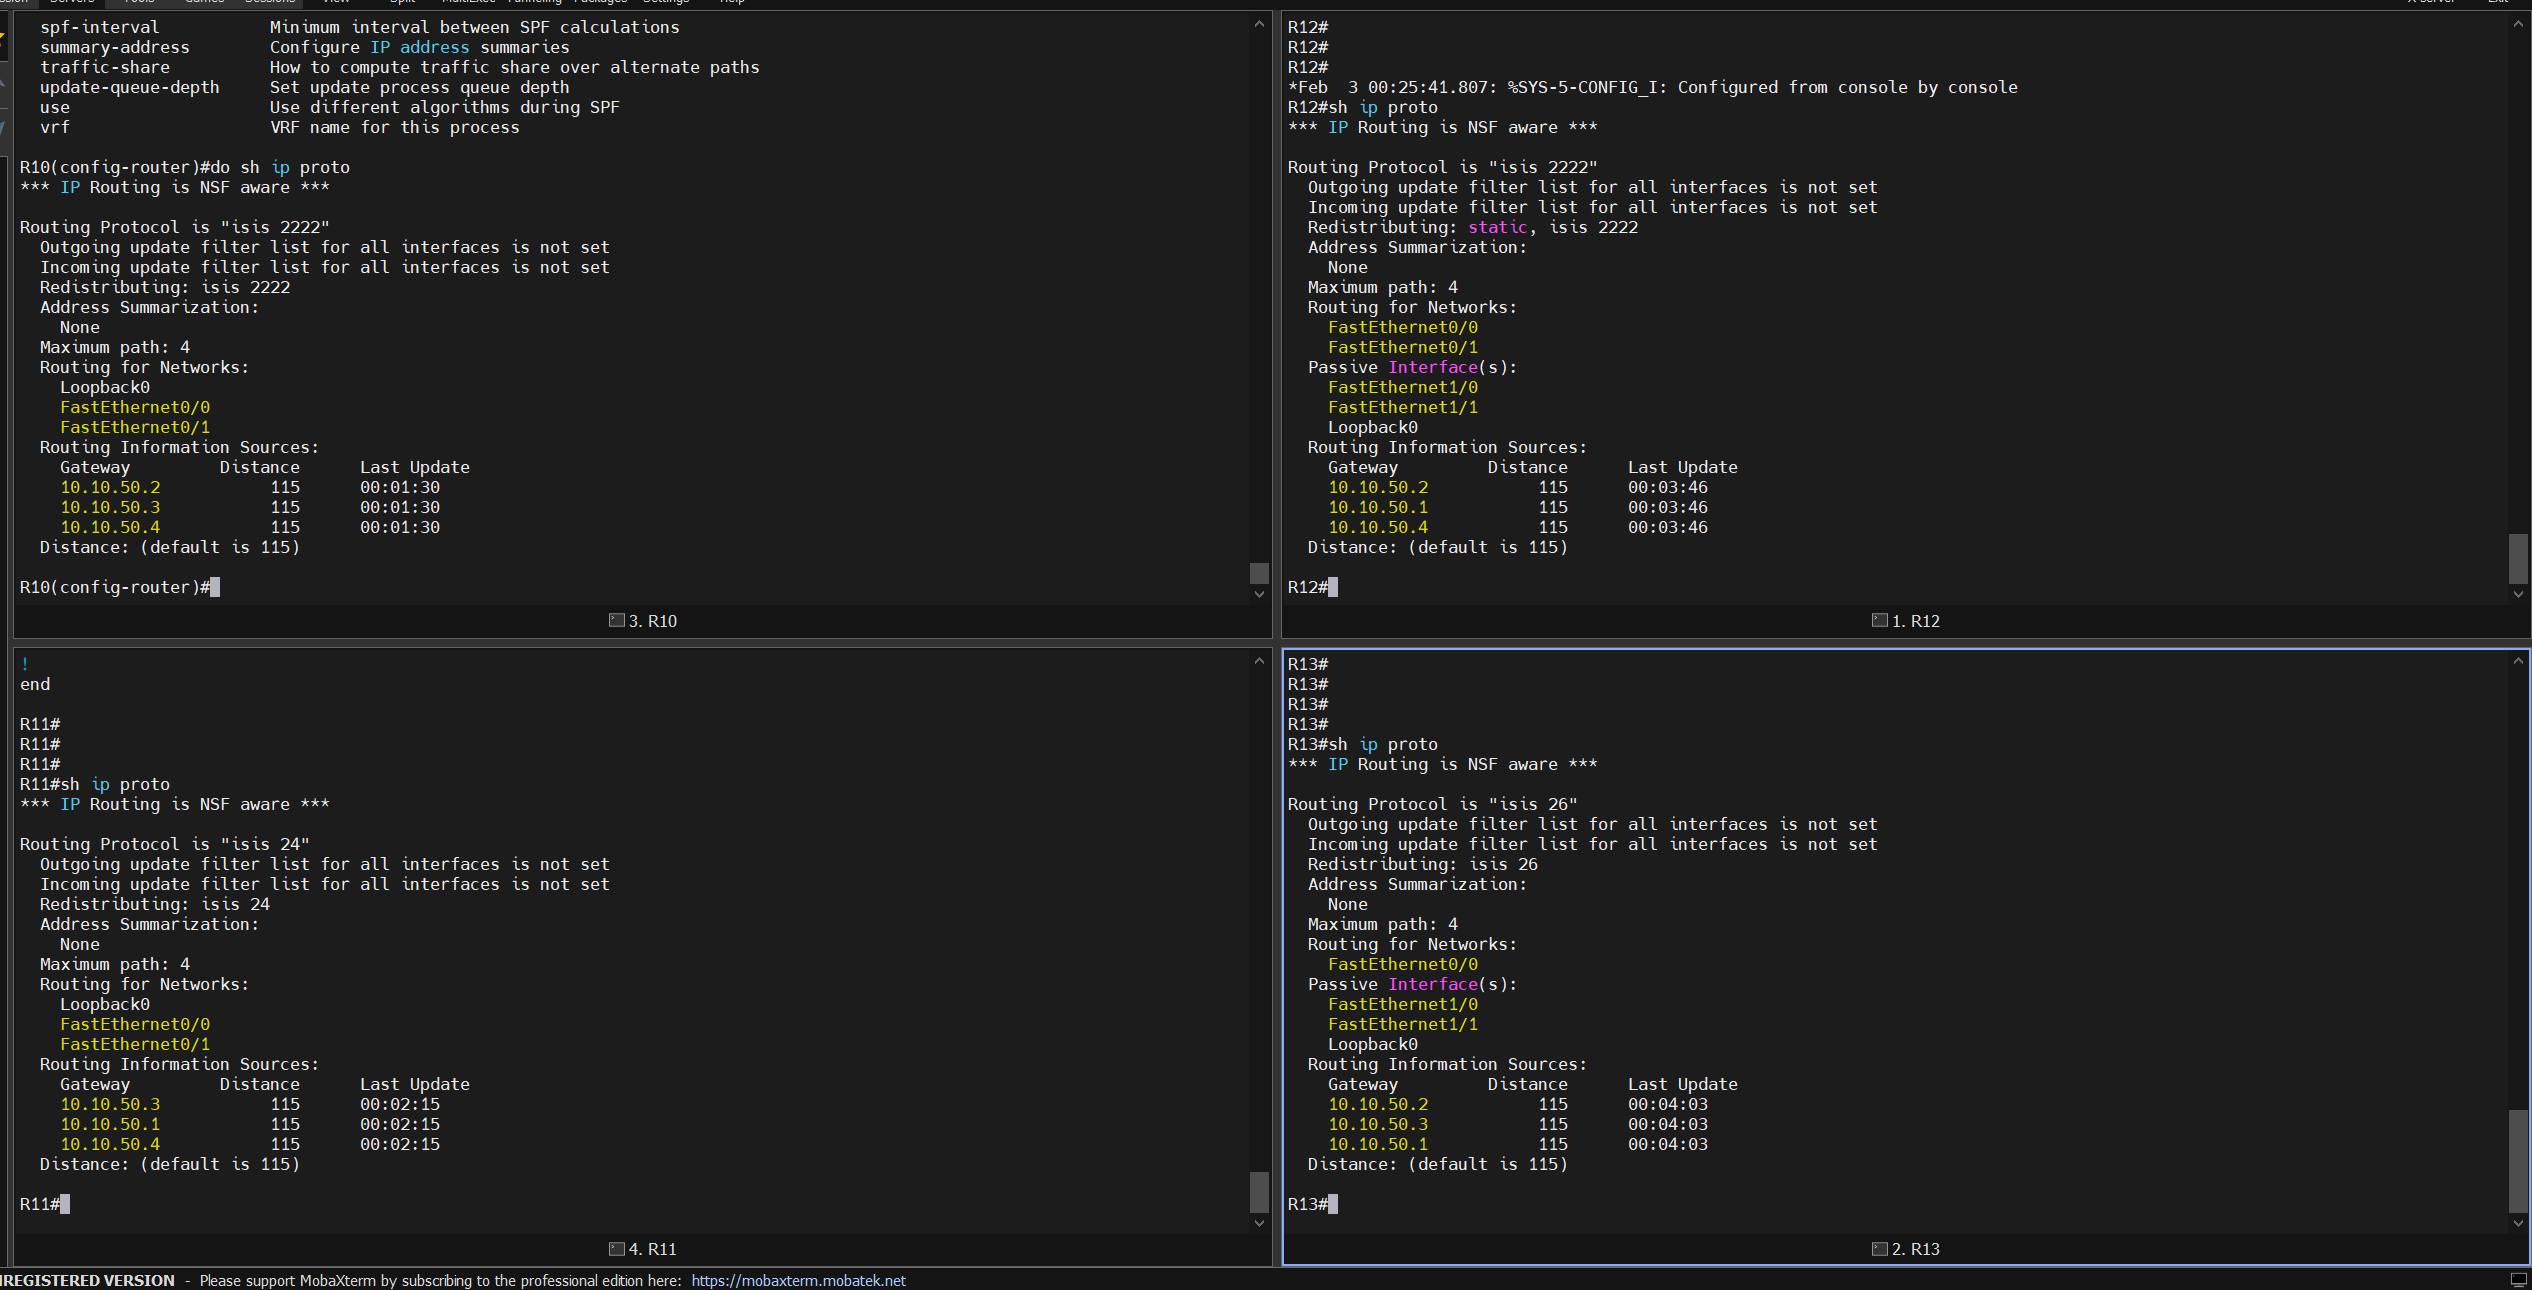 Servers Tools Games Sessions View Split MultiExec Tunneling Packages Settings Help X server Exit
spf-interval Minimum interval between SPF calculations
summary-address Configure IP address summaries
traffic-share How to compute traffic share over alternate paths
update-queue-depth Set update process queue depth
use Use different algorithms during SPF
vrf VRF name for this process
R10(config-router)#do sh ip proto
*** IP Routing is NSF aware ***
Routing Protocol is "isis 2222"
Outgoing update filter list for all interfaces is not set
Incoming update filter list for all interfaces is not set
Redistributing: isis 2222
Address Summarization:
None
Maximum path: 4
Routing for Networks:
Loopback0
FastEthernet0/0
FastEthernet0/1
Routing Information Sources:
Gateway Distance Last Update
10.10.50.2 115 00:01:30
10.10.50.3 115 00:01:30
10.10.50.4 115 00:01:30
Distance: (default is 115)
R10(config-router)#
3. R10
R12#
R12#
R12#
*Feb  3 00:25:41.807: %SYS-5-CONFIG_I: Configured from console by console
R12#sh ip proto
*** IP Routing is NSF aware ***
Routing Protocol is "isis 2222"
Outgoing update filter list for all interfaces is not set
Incoming update filter list for all interfaces is not set
Redistributing: static, isis 2222
Address Summarization:
None
Maximum path: 4
Routing for Networks:
FastEthernet0/0
FastEthernet0/1
Passive Interface(s):
FastEthernet1/0
FastEthernet1/1
Loopback0
Routing Information Sources:
Gateway Distance Last Update
10.10.50.2 115 00:03:46
10.10.50.1 115 00:03:46
10.10.50.4 115 00:03:46
Distance: (default is 115)
R12#
1. R12
!
end
R11#
R11#
R11#
R11#sh ip proto
*** IP Routing is NSF aware ***
Routing Protocol is "isis 24"
Outgoing update filter list for all interfaces is not set
Incoming update filter list for all interfaces is not set
Redistributing: isis 24
Address Summarization:
None
Maximum path: 4
Routing for Networks:
Loopback0
FastEthernet0/0
FastEthernet0/1
Routing Information Sources:
Gateway Distance Last Update
10.10.50.3 115 00:02:15
10.10.50.1 115 00:02:15
10.10.50.4 115 00:02:15
Distance: (default is 115)
R11#
4. R11
R13#
R13#
R13#
R13#
R13#sh ip proto
*** IP Routing is NSF aware ***
Routing Protocol is "isis 26"
Outgoing update filter list for all interfaces is not set
Incoming update filter list for all interfaces is not set
Redistributing: isis 26
Address Summarization:
None
Maximum path: 4
Routing for Networks:
FastEthernet0/0
Passive Interface(s):
FastEthernet1/0
FastEthernet1/1
Loopback0
Routing Information Sources:
Gateway Distance Last Update
10.10.50.2 115 00:04:03
10.10.50.3 115 00:04:03
10.10.50.1 115 00:04:03
Distance: (default is 115)
R13#
2. R13
REGISTERED VERSION - Please support MobaXterm by subscribing to the professional edition here: https://mobaxterm.mobatek.net